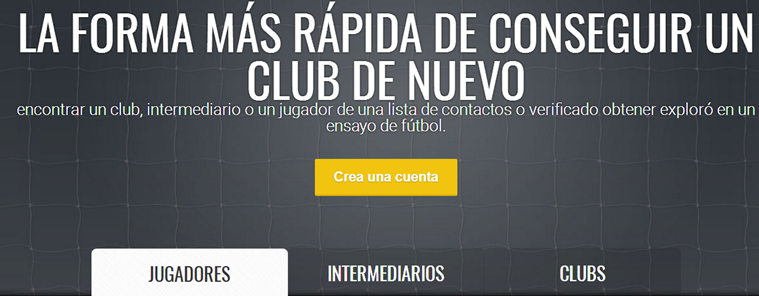 LA FORMA MÁS RÁPIDA DE CONSEGUIR UN
CLUB DE NUEVO
encontrar un club, intermediario o un jugador de una lista de contactos o verificado obtener exploró en un
ensayo de fútbol.
Crea una cuenta
JUGADORES INTERMEDIARIOS CLUBS